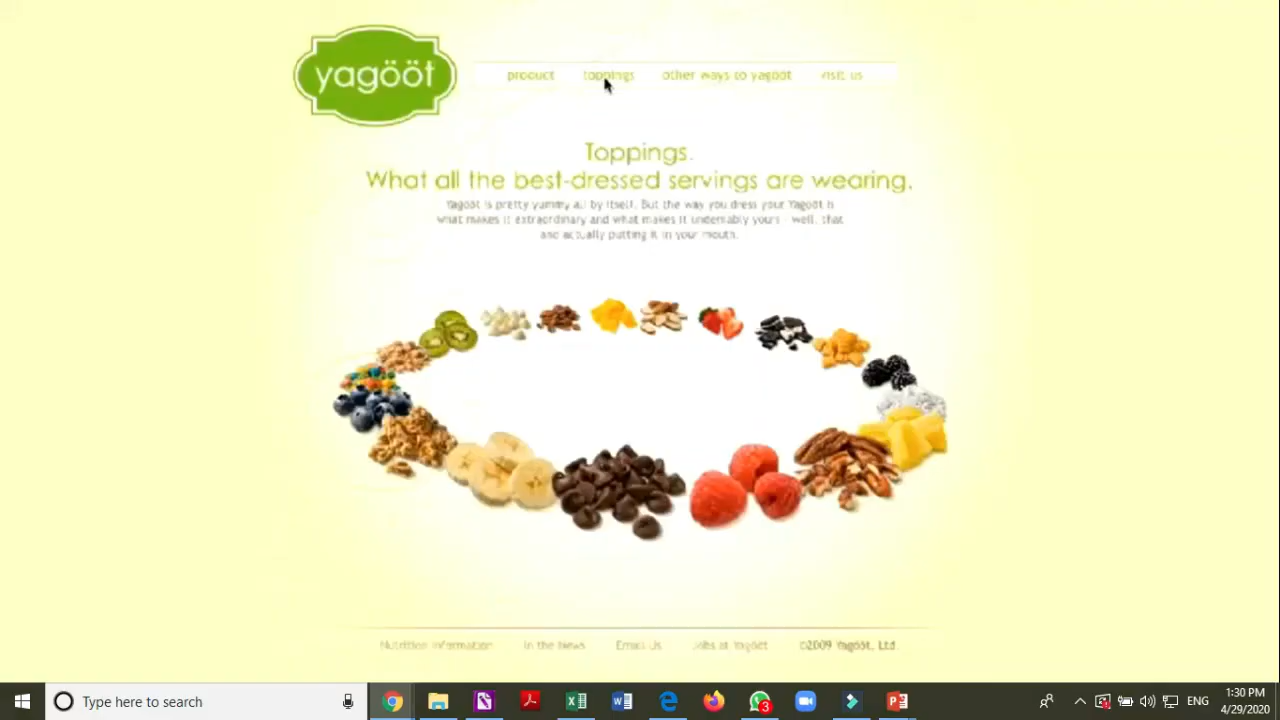 yagööt
product toppings other ways to yagööt visit us
Toppings.
What all the best-dressed servings are wearing.
Yagööt is pretty yummy all by itself. But the way you dress your Yagööt is
what makes it extraordinary and what makes it undeniably yours - well, that
and actually putting it in your mouth.
Nutrition Information In the News Email Us Jobs at Yagööt ©2009 Yagööt, Ltd.
Type here to search
3
ENG
1:30 PM
4/29/2020